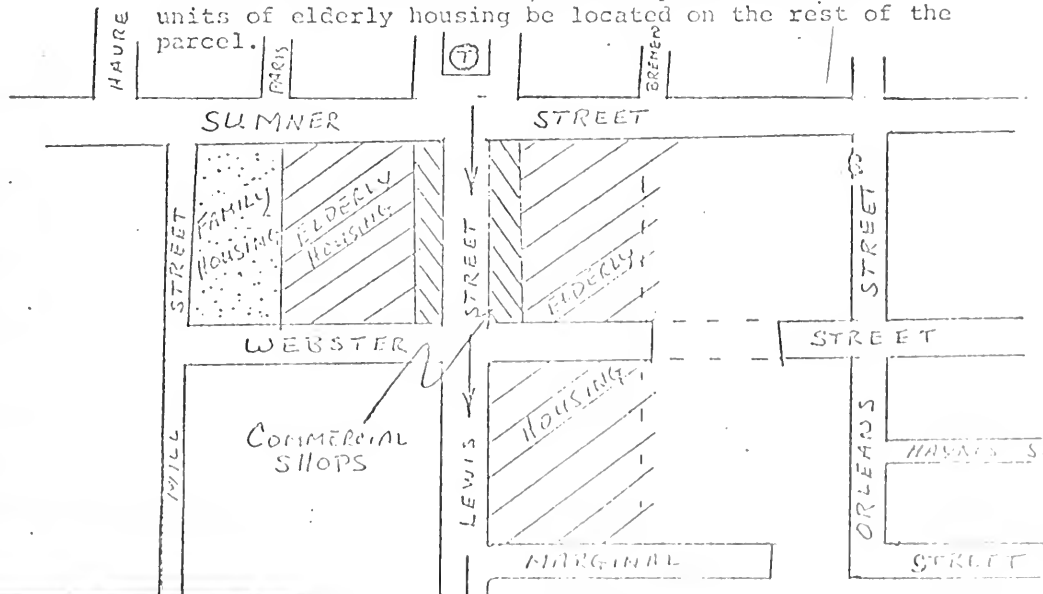 units of elderly housing be located on the rest of the
parcel.
HAVRE
PARIS
T
BREMEN
SUMNER STREET
STREET
FAMILY
HOUSING
ELDERLY
HOUSING
STREET
ELDERLY
STREET
WEBSTER STREET
HOUSING
COMMERCIAL
SHOPS
MILL
LEWIS
ORLEANS
MARGINAL STREET